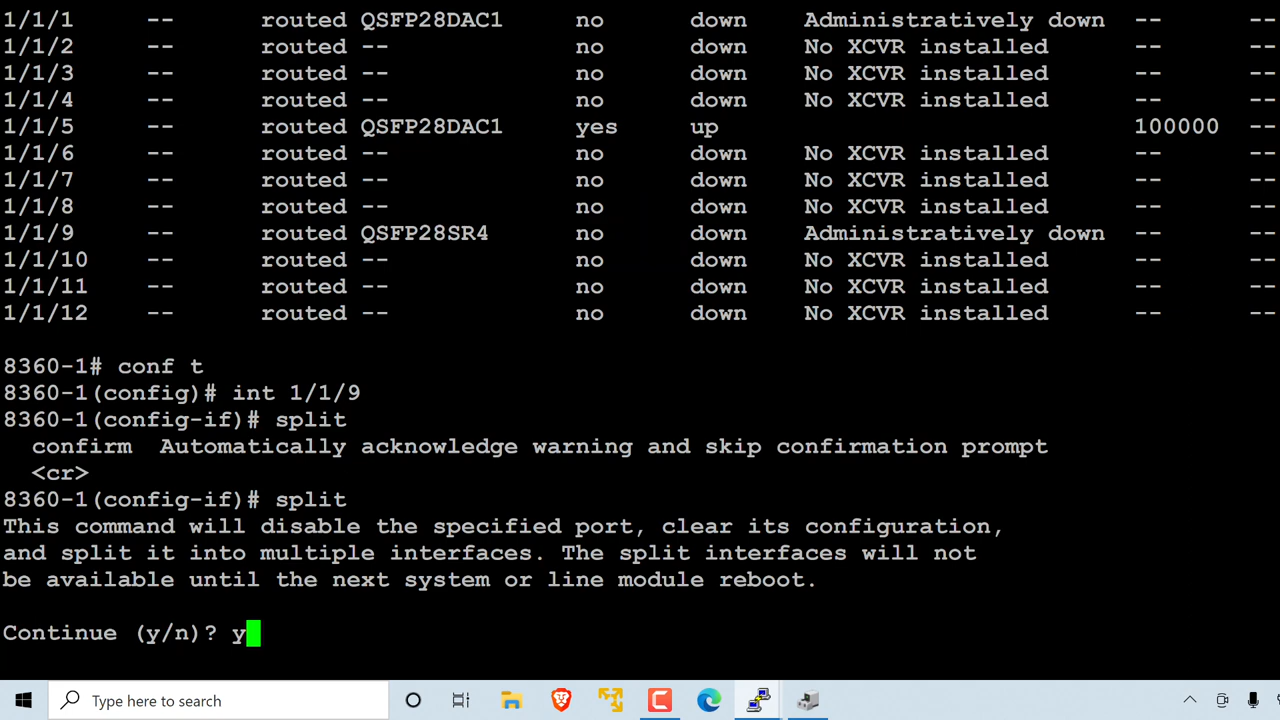 1/1/1 -- routed QSFP28DAC1 no down Administratively down -- --
1/1/2 -- routed -- no down No XCVR installed -- --
1/1/3 -- routed -- no down No XCVR installed -- --
1/1/4 -- routed -- no down No XCVR installed -- --
1/1/5 -- routed QSFP28DAC1 yes up 100000 --
1/1/6 -- routed -- no down No XCVR installed -- --
1/1/7 -- routed -- no down No XCVR installed -- --
1/1/8 -- routed -- no down No XCVR installed -- --
1/1/9 -- routed QSFP28SR4 no down Administratively down -- --
1/1/10 -- routed -- no down No XCVR installed -- --
1/1/11 -- routed -- no down No XCVR installed -- --
1/1/12 -- routed -- no down No XCVR installed -- --
8360-1# conf t
8360-1(config)# int 1/1/9
8360-1(config-if)# split
confirm Automatically acknowledge warning and skip confirmation prompt
<cr>
8360-1(config-if)# split
This command will disable the specified port, clear its configuration,
and split it into multiple interfaces. The split interfaces will not
be available until the next system or line module reboot.
Continue (y/n)? y
Type here to search